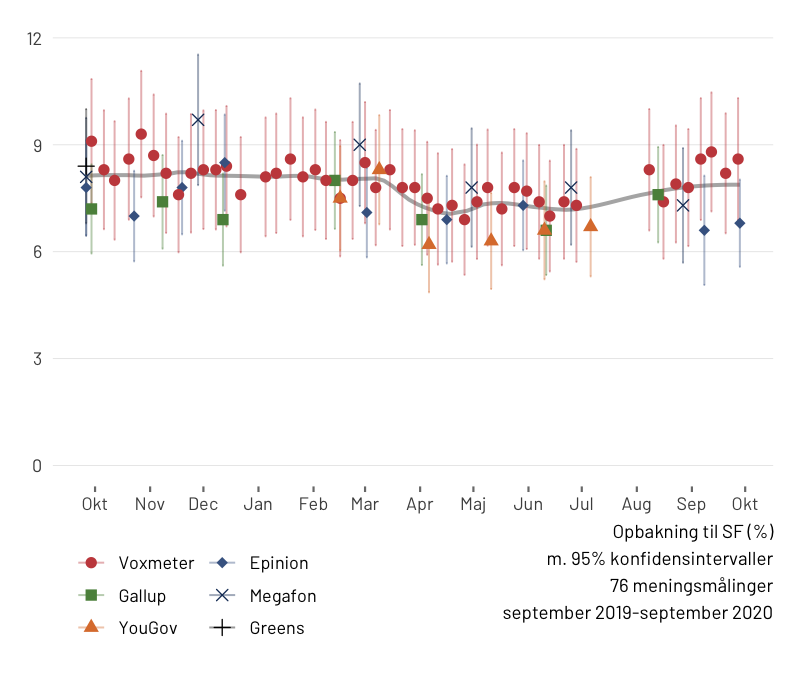 12
9
6
3
0
Okt Nov Dec Jan Feb Mar Apr Maj Jun Jul Aug Sep Okt
Opbakning til SF (%)
m. 95% konfidensintervaller
76 meningsmålinger
september 2019-september 2020
Voxmeter Epinion
Gallup Megafon
YouGov Greens